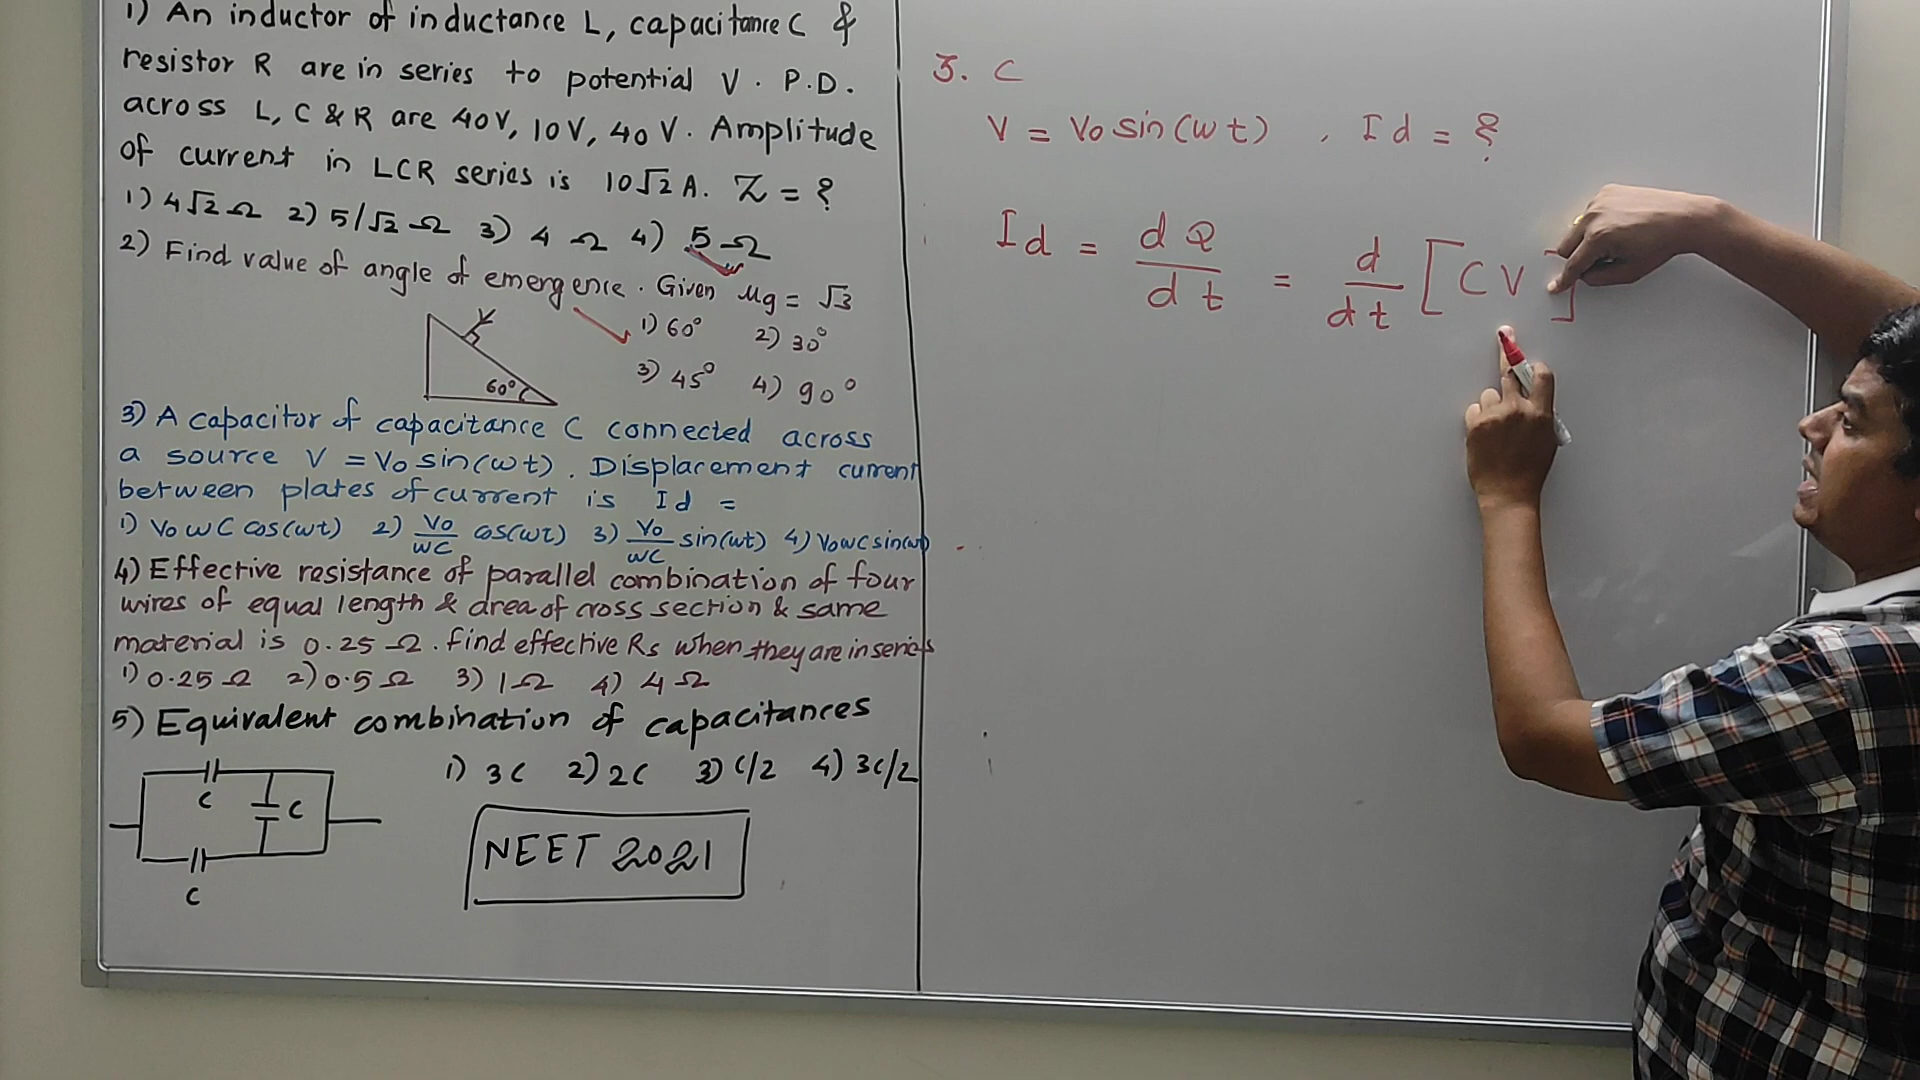 1) An inductor of inductance L, capacitance C &
resistor R are in series to potential V. P.D.
across L, C & R are 40V, 10V, 40V. Amplitude
of current in LCR series is 10√2 A. Z = ?
1) 4√2 Ω 2) 5/√2 Ω 3) 4 Ω 4) 5 Ω
2) Find value of angle of emergence. Given μg = √3
1) 60° 2) 30°
3) 45° 4) 90°
60°
3) A capacitor of capacitance C connected across
a source V = Vo sin(wt). Displacement current
between plates of current is Id =
1) VowC cos(wt) 2) Vo/wC cos(wt) 3) Vo/wC sin(wt) 4) VowC sin(wt)
4) Effective resistance of parallel combination of four
wires of equal length & area of cross section & same
material is 0.25 Ω. find effective Rs when they are in series
1) 0.25 Ω 2) 0.5 Ω 3) 1 Ω 4) 4 Ω
5) Equivalent combination of capacitances
1) 3C 2) 2C 3) C/2 4) 3C/2
C
C
C
NEET 2021
3. C
V = Vo sin(wt), Id = ?
Id = dQ/dt = d/dt [CV]